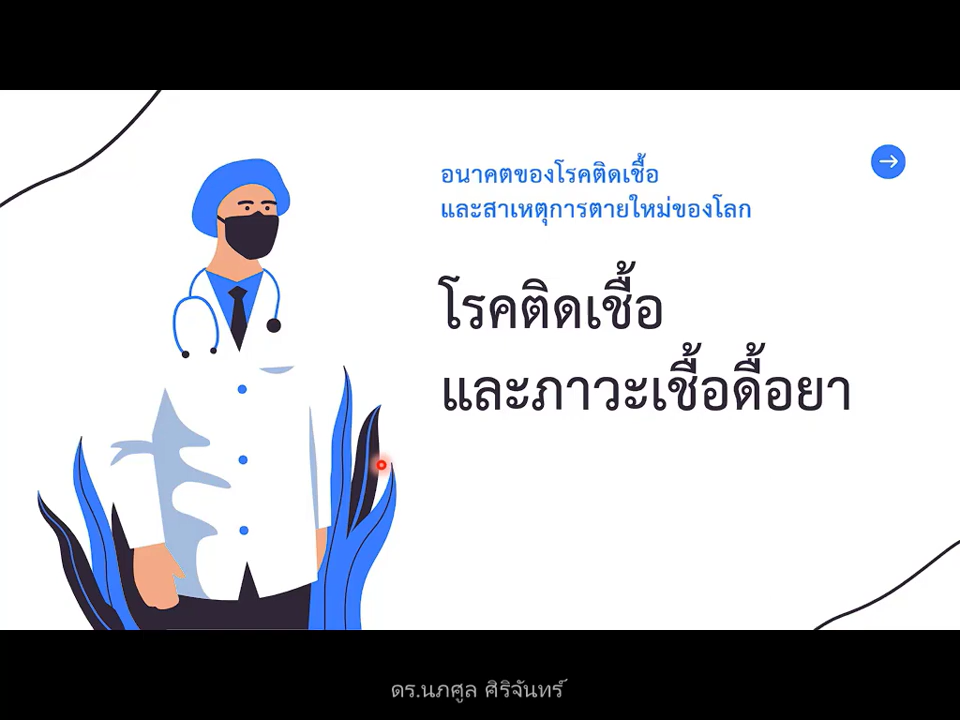 อนาคตของโรคติดเชื้อ
และสาเหตุการตายใหม่ของโลก
โรคติดเชื้อ
และภาวะเชื้อดื้อยา
ดร.นภศูล ศิริจันทร์